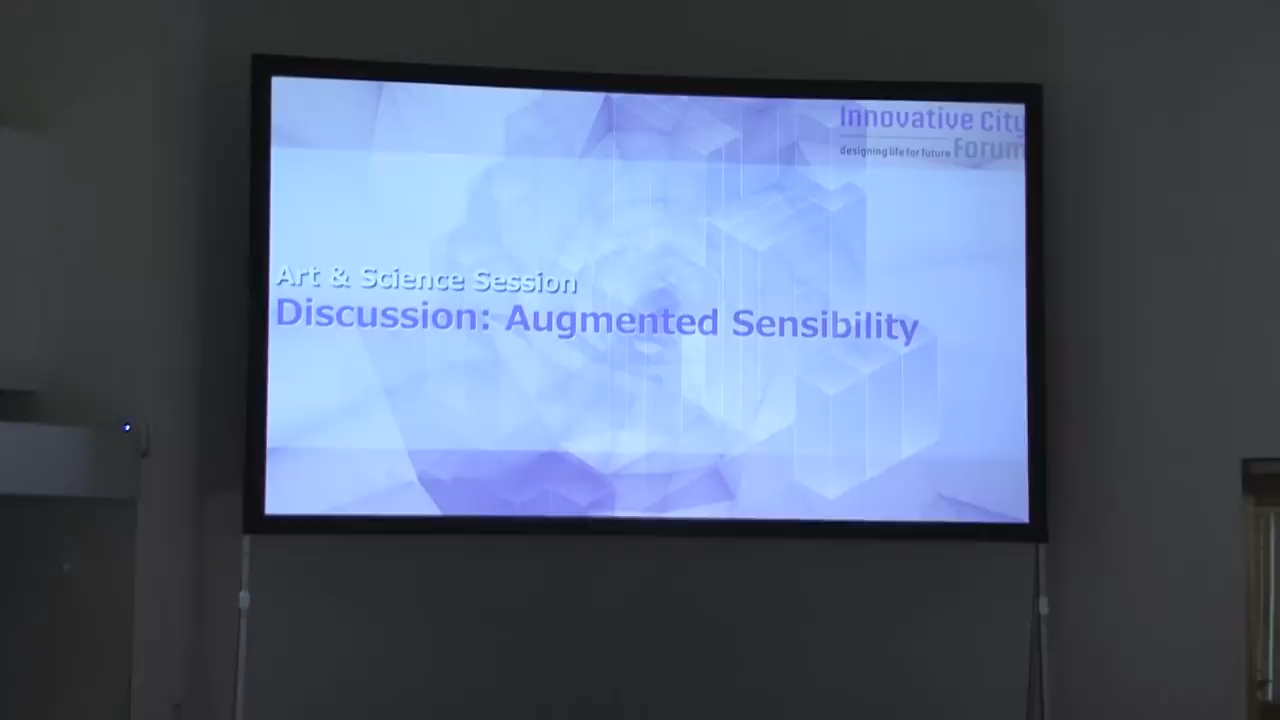 Innovative City
designing life for future Forum
Art & Science Session
Discussion: Augmented Sensibility